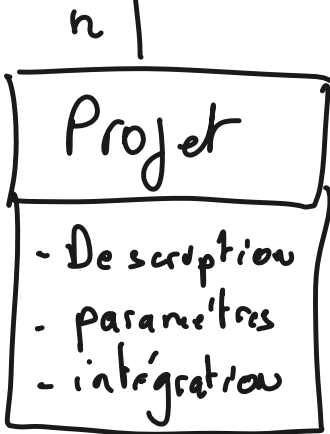 n
Projet
- Description
- paramètres
- intégration